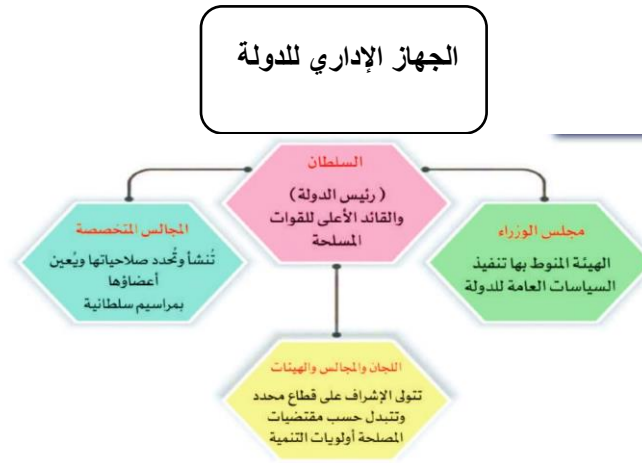 الجهاز الإداري للدولة
السلطان
(رئيس الدولة)
والقائد الأعلى للقوات
المسلحة
مجلس الوزراء
الهيئة المنوط بها تنفيذ
السياسات العامة للدولة
المجالس المتخصصة
تُنشأ وتُحدد صلاحياتها ويُعين
أعضاؤها
بمراسيم سلطانية
اللجان والمجالس والهيئات
تتولى الإشراف على قطاع محدد
وتتبدل حسب مقتضيات
المصلحة أولويات التنمية